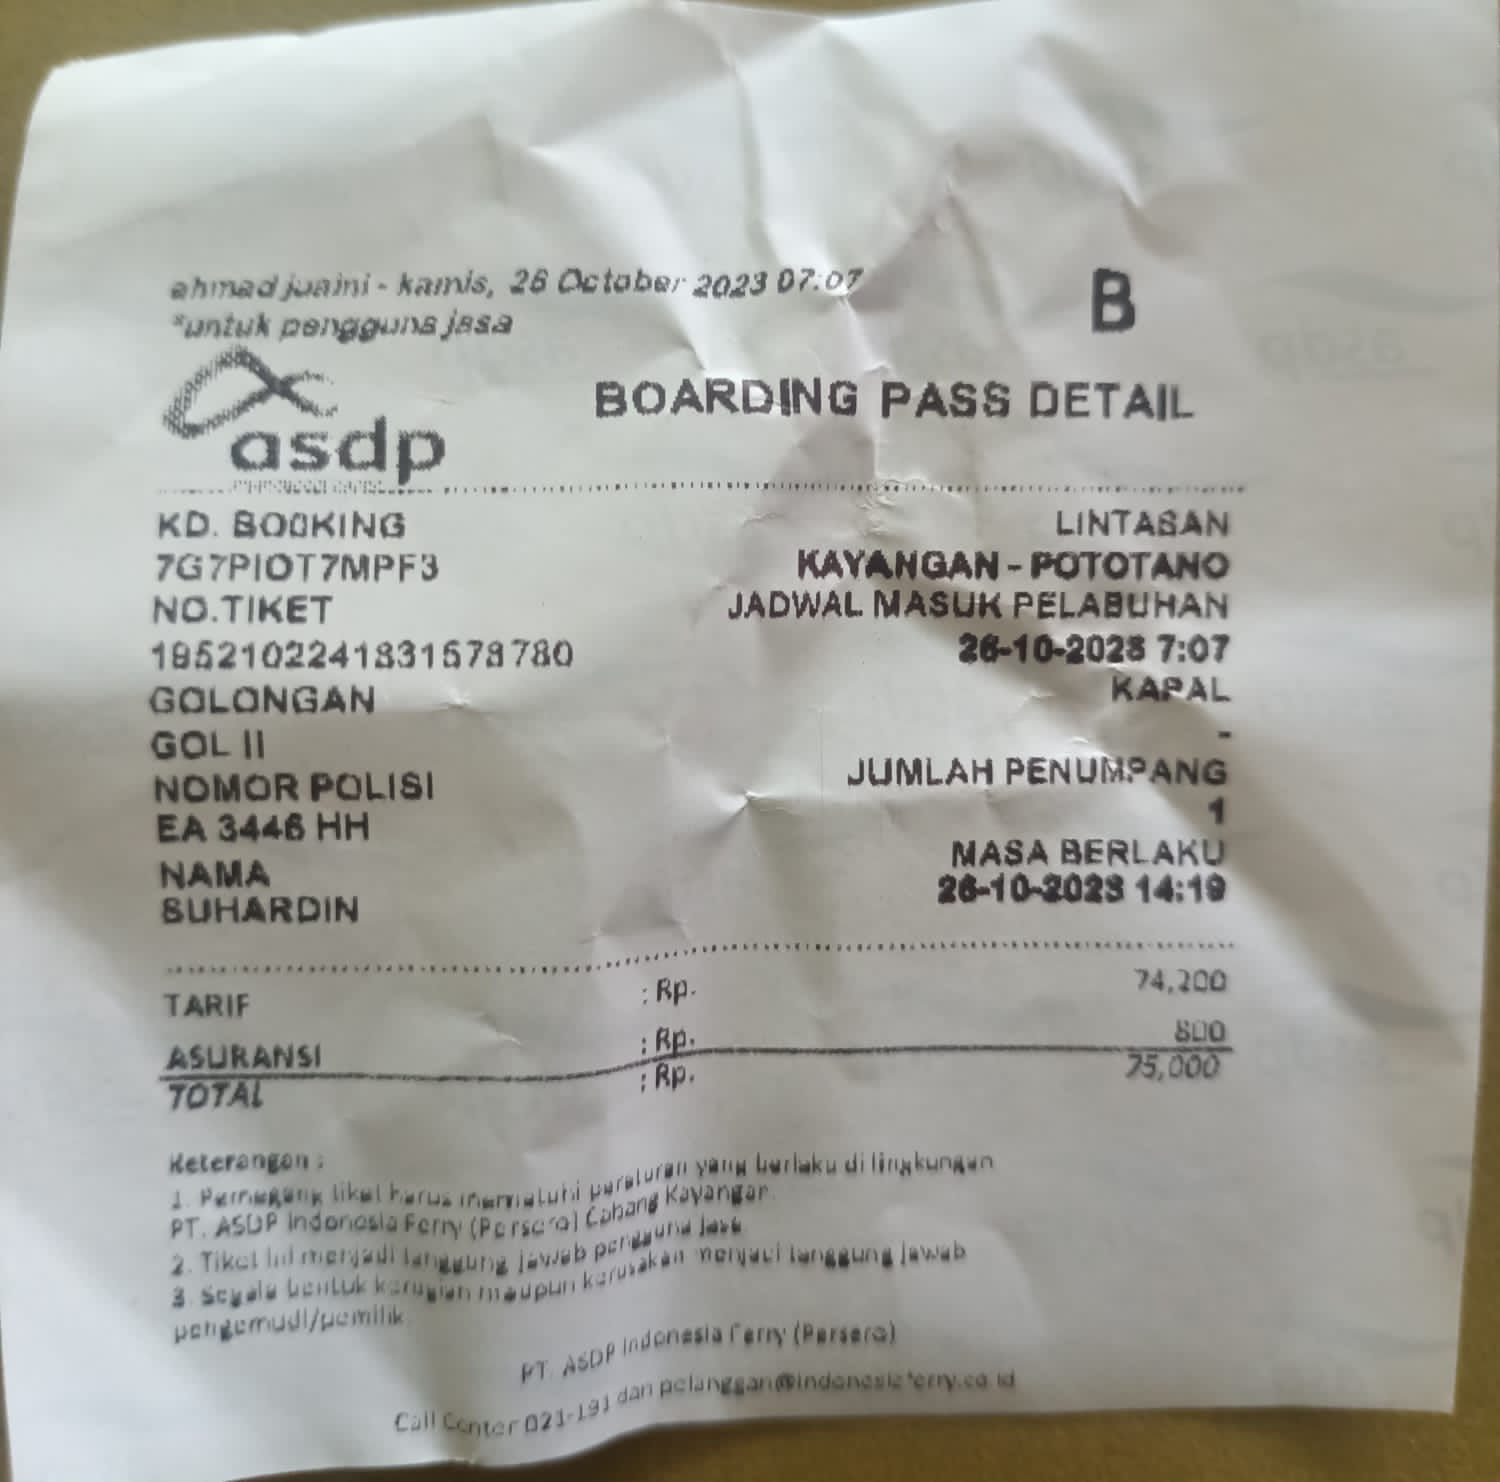 ahmad juaini - kamis, 26 October 2023 07:07
*untuk pengguna jasa
B
asdp
BOARDING PASS DETAIL
KD. BOOKING
LINTASAN
7G7PIOT7MPF3
KAYANGAN - POTOTANO
NO.TIKET
JADWAL MASUK PELABUHAN
26-10-2023 7:07
GOLONGAN
KAPAL
GOL II
-
NOMOR POLISI
JUMLAH PENUMPANG
EA 3446 HH
1
NAMA
MASA BERLAKU
SUHARDIN
26-10-2023 14:19
TARIF : Rp. 74,200
ASURANSI : Rp. 800
TOTAL : Rp. 75,000
Keterangan :
1. Pemegang tiket harus mematuhi peraturan yang berlaku di lingkungan
PT. ASDP Indonesia Ferry (Persero) Cabang Kayangan.
2. Tiket ini menjadi tanggung jawab pengguna jasa
3. Segala bentuk kerugian maupun kerusakan menjadi tanggung jawab
pengemudi/pemilik
PT. ASDP Indonesia Ferry (Persero)
Call Center 021-191 dan pelanggan@indonesiaferry.co.id